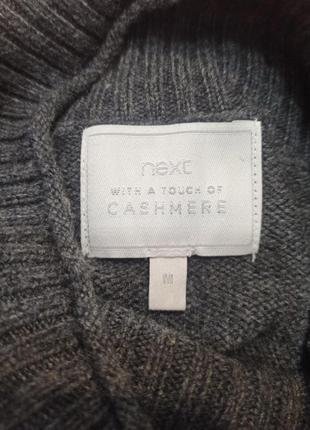 next
WITH A TOUCH OF
CASHMERE
M